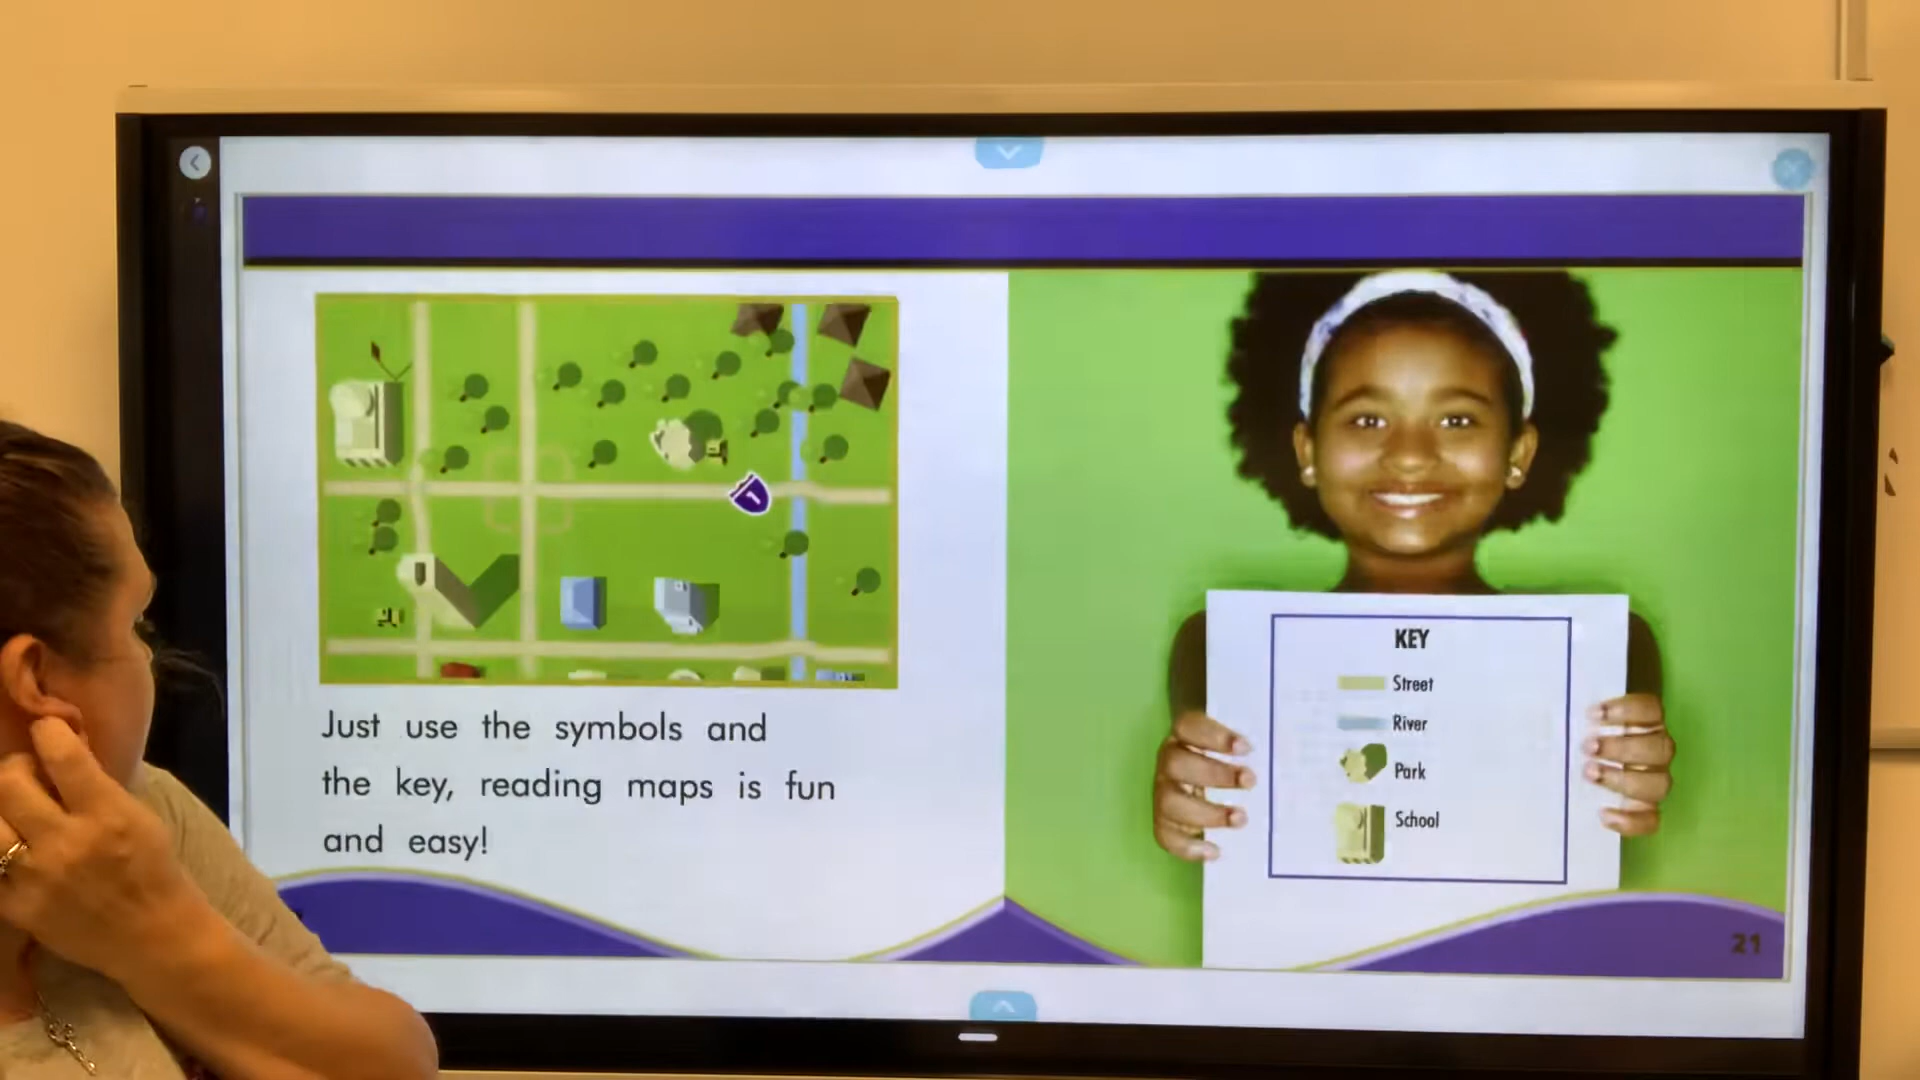 1
Just use the symbols and
the key, reading maps is fun
and easy!
KEY
Street
River
Park
School
21